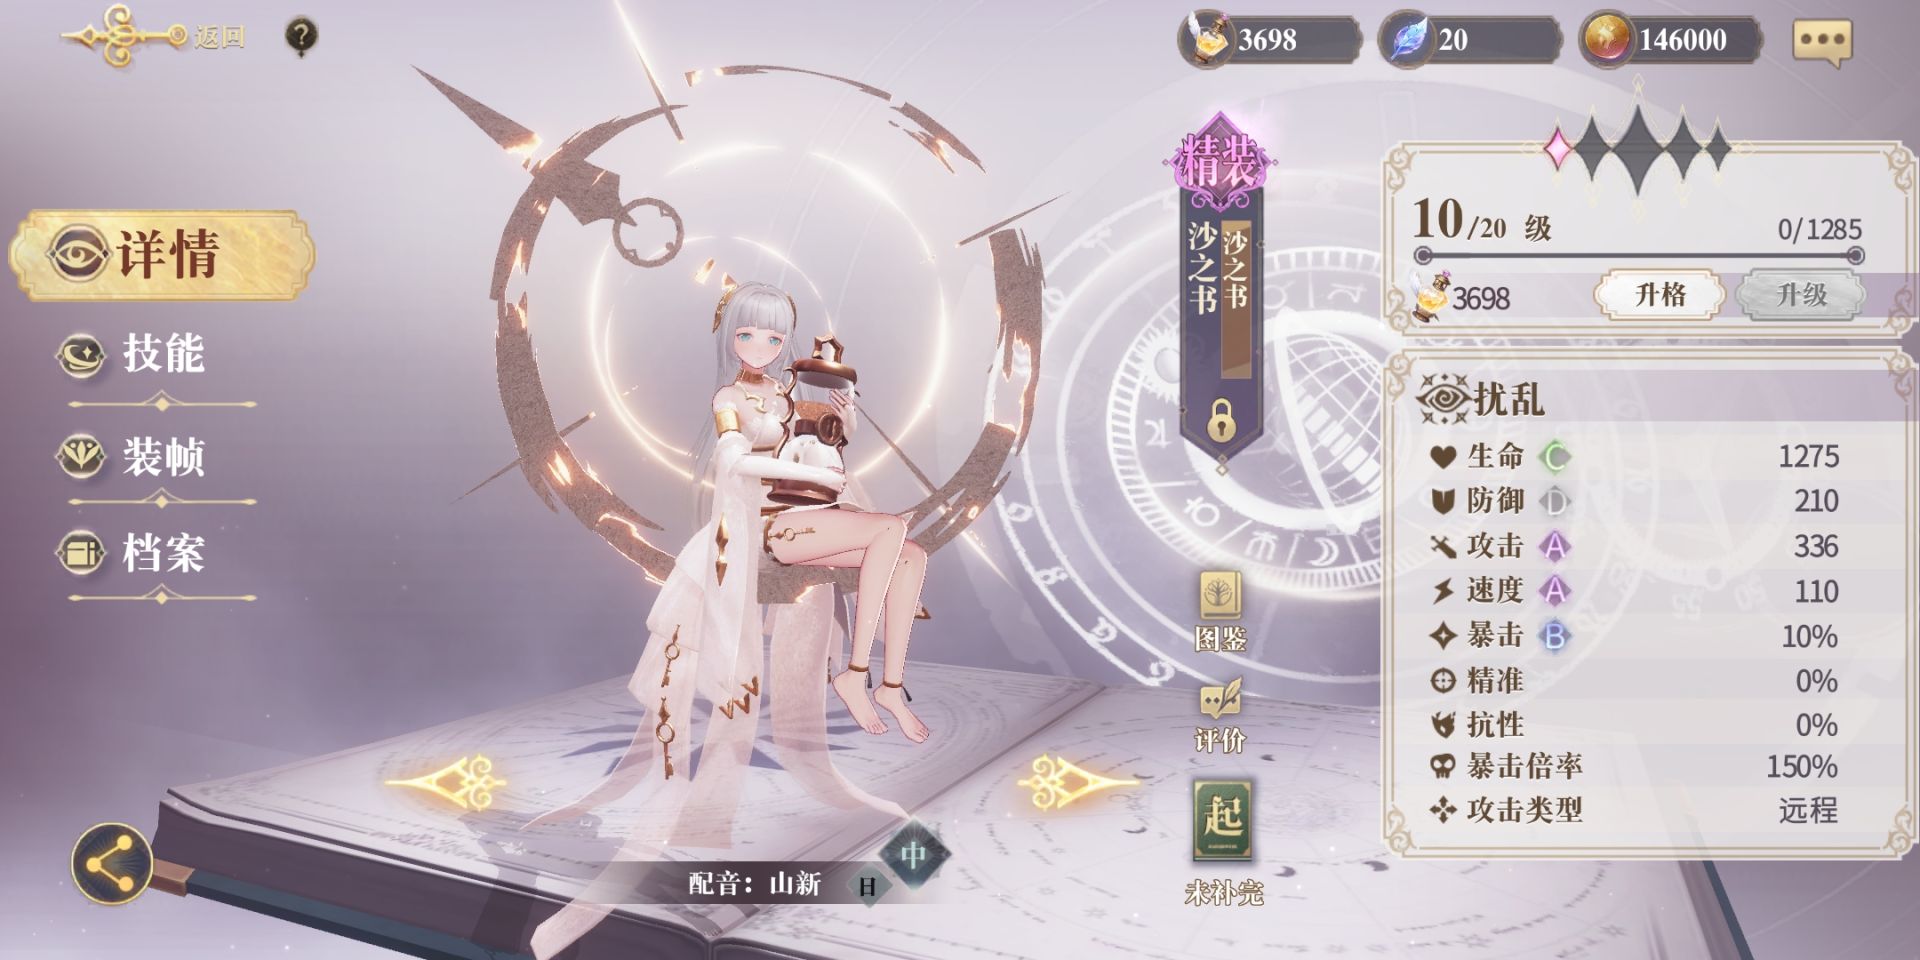 返回
?
3698
20
146000
详情
技能
装帧
档案
精装
沙之书
沙之书
图鉴
评价
起
未补完
配音：山新
日
中
10/20 级
0/1285
3698
升格
升级
扰乱
生命 C 1275
防御 D 210
攻击 A 336
速度 A 110
暴击 B 10%
精准 0%
抗性 0%
暴击倍率 150%
攻击类型 远程